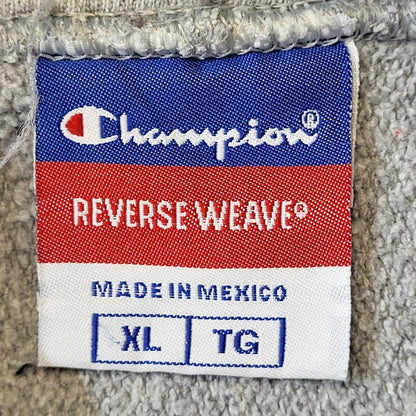 Champion®
REVERSE WEAVE®
MADE IN MEXICO
XL TG